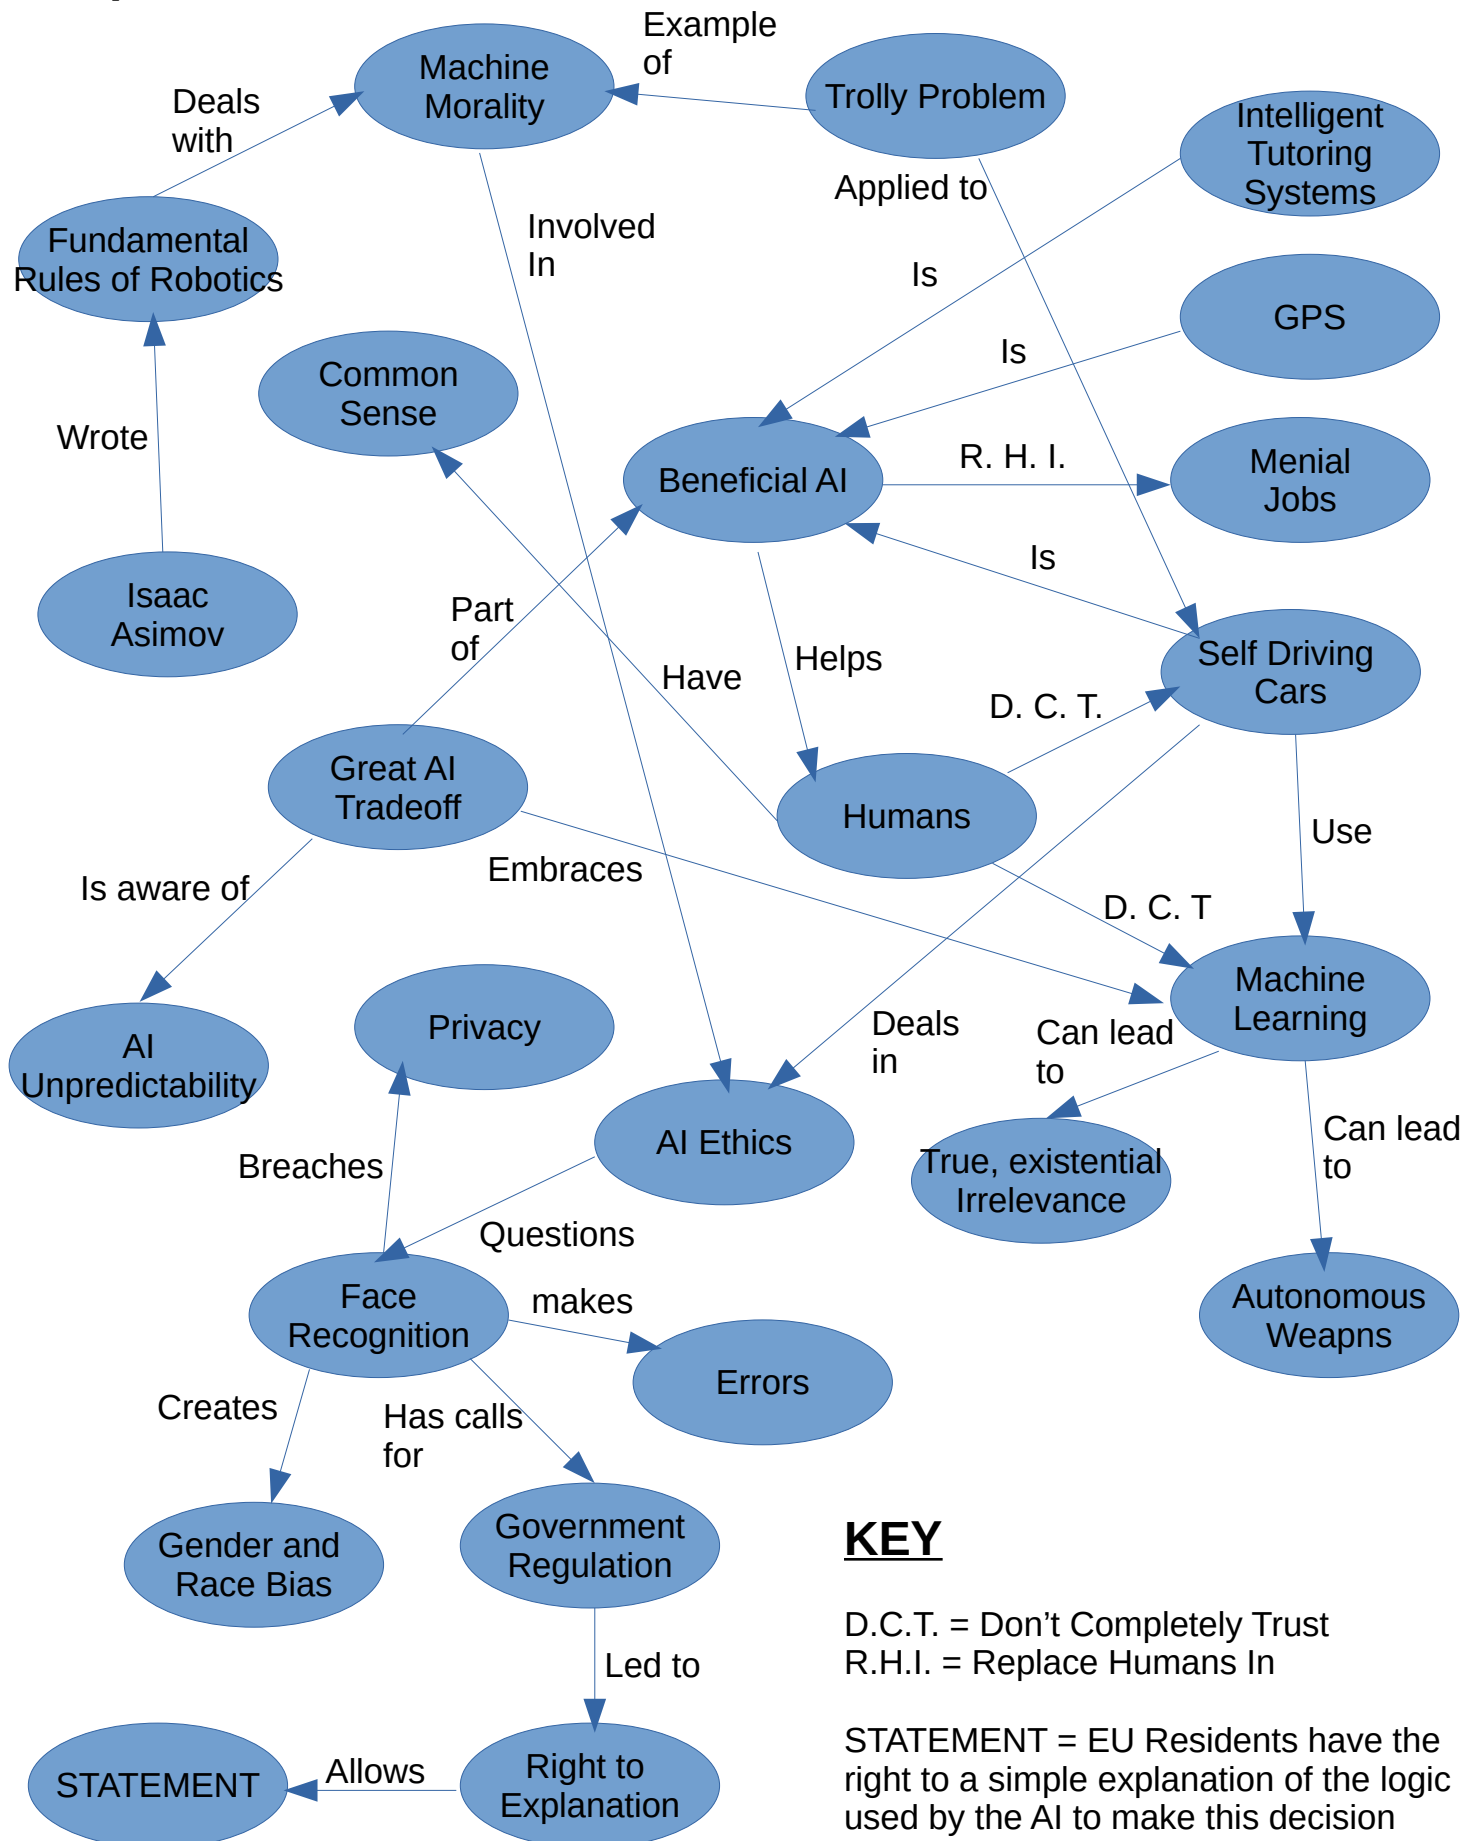 Example
of
Machine
Morality
Trolly Problem
Deals
with
Intelligent
Tutoring
Systems
Applied to
Involved
In
Fundamental
Rules of Robotics
Is
GPS
Is
Common
Sense
Wrote
Beneficial AI
R. H. I.
Menial
Jobs
Is
Isaac
Asimov
Part
of
Have
Helps
Self Driving
Cars
D. C. T.
Great AI
Tradeoff
Humans
Use
Embraces
Is aware of
D. C. T
Machine
Learning
Privacy
AI
Unpredictability
Deals
in
Can lead
to
AI Ethics
Can lead
to
Breaches
True, existential
Irrelevance
Questions
Face
Recognition
makes
Autonomous
Weapns
Errors
Creates
Has calls
for
Gender and
Race Bias
Government
Regulation
KEY
D.C.T. = Don’t Completely Trust
R.H.I. = Replace Humans In
Led to
STATEMENT
Allows
Right to
Explanation
STATEMENT = EU Residents have the
right to a simple explanation of the logic
used by the AI to make this decision